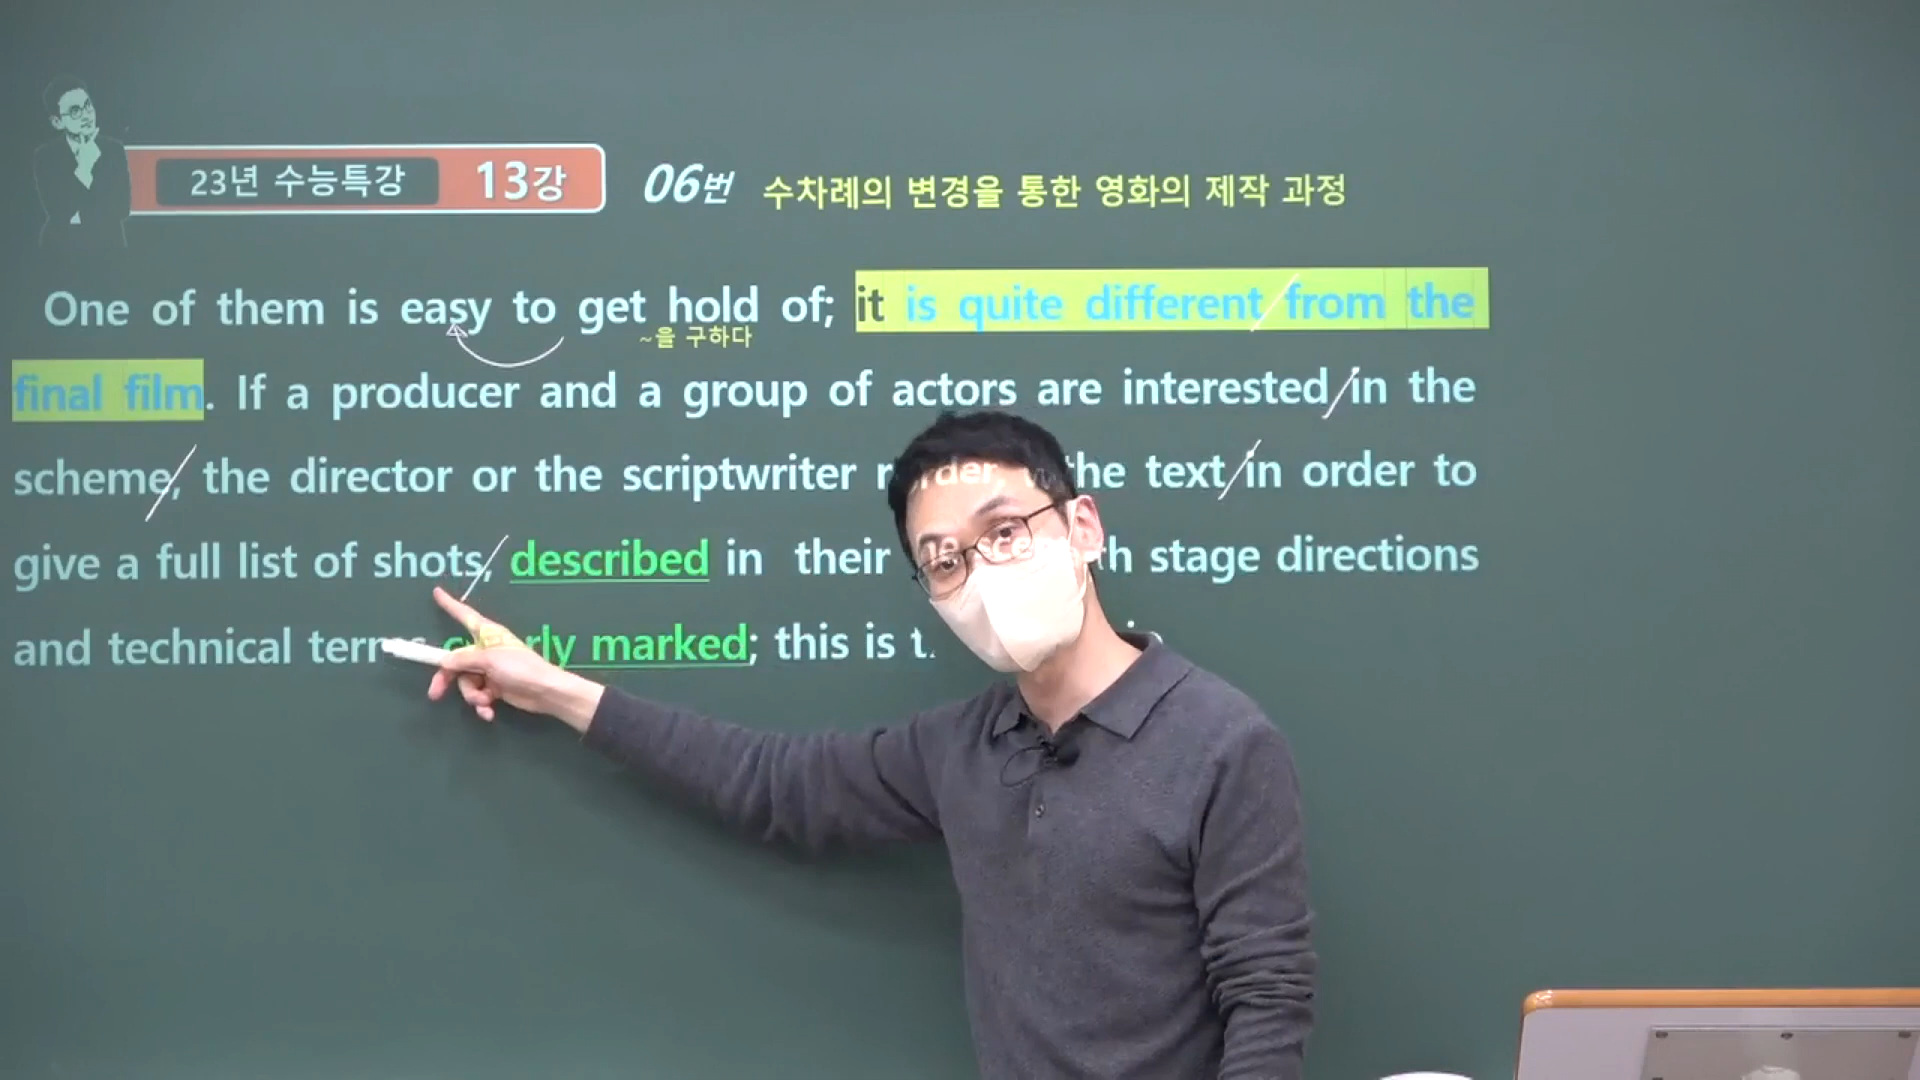 23년 수능특강 13강 06번 수차례의 변경을 통한 영화의 제작 과정
One of them is easy to get hold of; it is quite different from the
~을 구하다
final film. If a producer and a group of actors are interested in the
scheme, the director or the scriptwriter the text in order to
give a full list of shots, described in their stage directions
and technical marked; this is